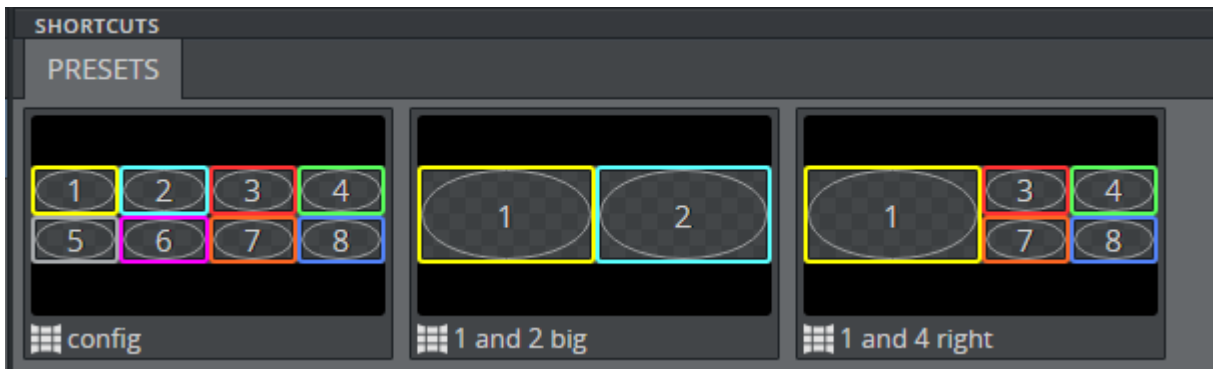 SHORTCUTS
PRESETS
1 2 3 4
5 6 7 8
config
1 2
1 and 2 big
1 3 4
7 8
1 and 4 right